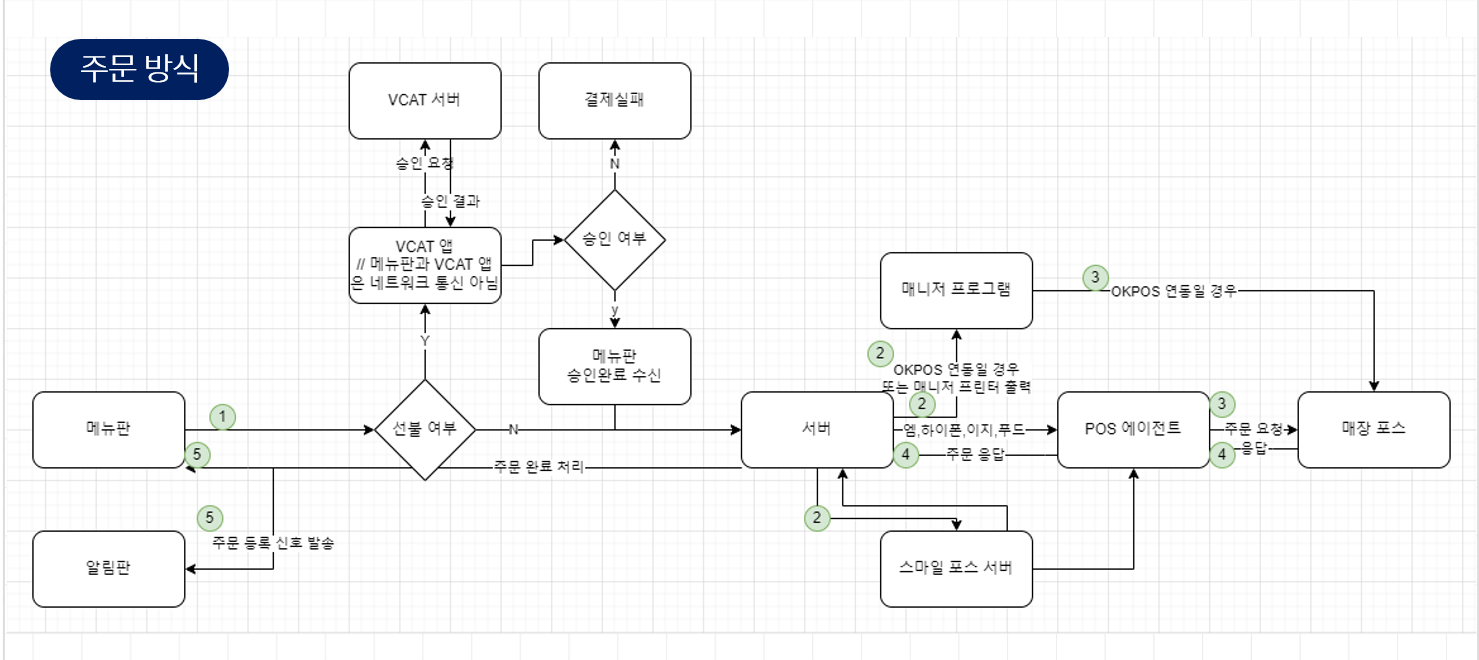 주문 방식
VCAT 서버
결제실패
승인 요청
N
승인 결과
VCAT 앱
// 메뉴판과 VCAT 앱
은 네트워크 통신 아님
승인 여부
매니저 프로그램
3
OKPOS 연동일 경우
y
Y
메뉴판
승인완료 수신
2
OKPOS 연동일 경우
또는 매니저 프린터 출력
메뉴판
1
선불 여부
N
서버
2
엠,하이폰,이지,푸드
POS 에이전트
3
주문 요청
매장 포스
5
주문 완료 처리
4
주문 응답
4
응답
5
주문 등록 신호 발송
2
알림판
스마일 포스 서버